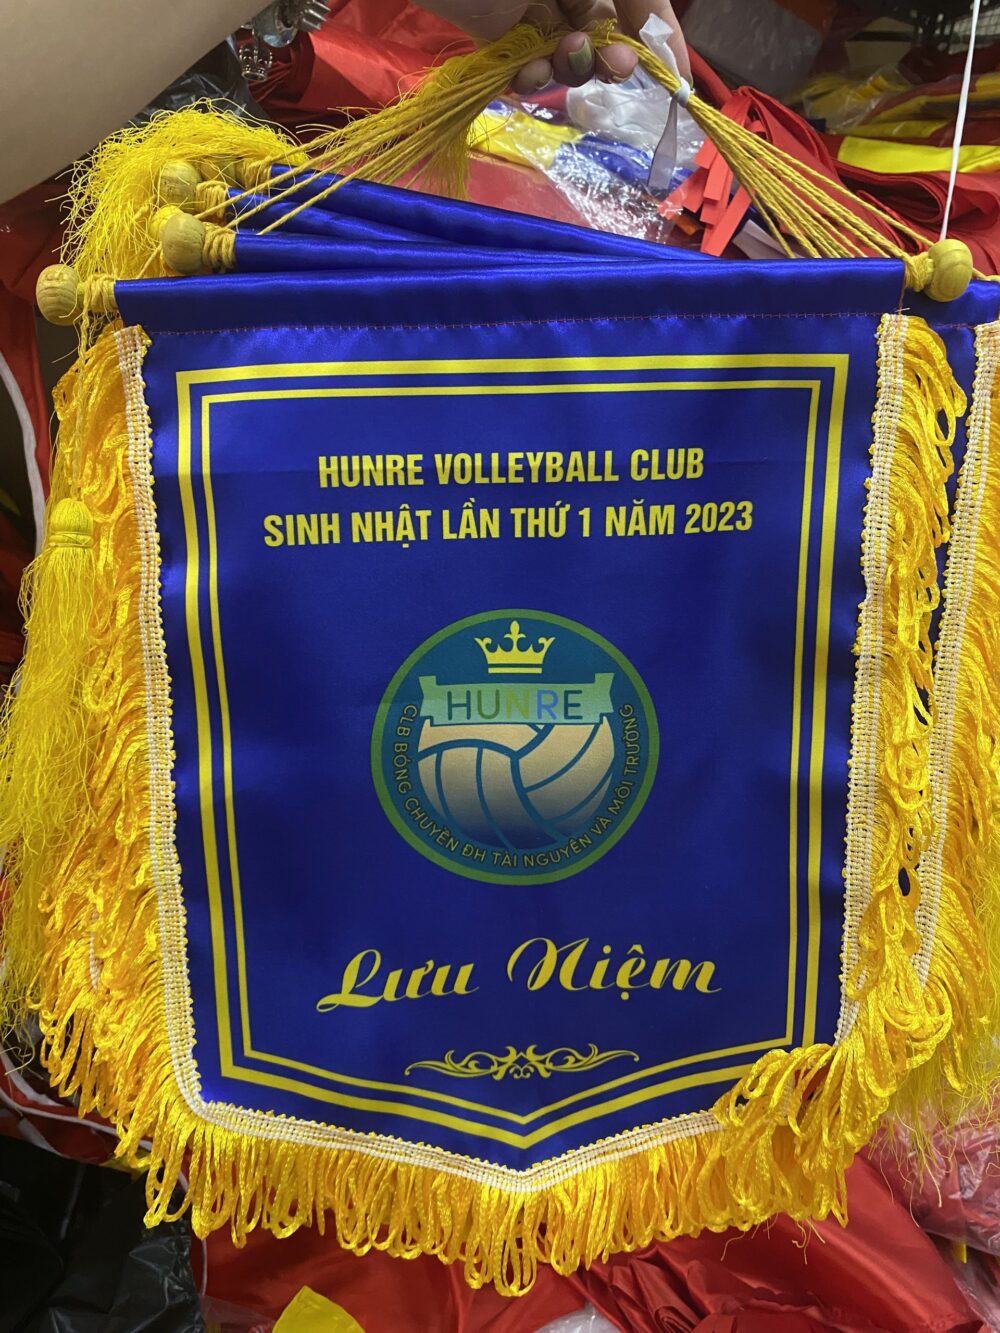 HUNRE VOLLEYBALL CLUB
SINH NHẬT LẦN THỨ 1 NĂM 2023
HUNRE
CLB BÓNG CHUYỀN ĐH TÀI NGUYÊN VÀ MÔI TRƯỜNG
Lưu Niệm